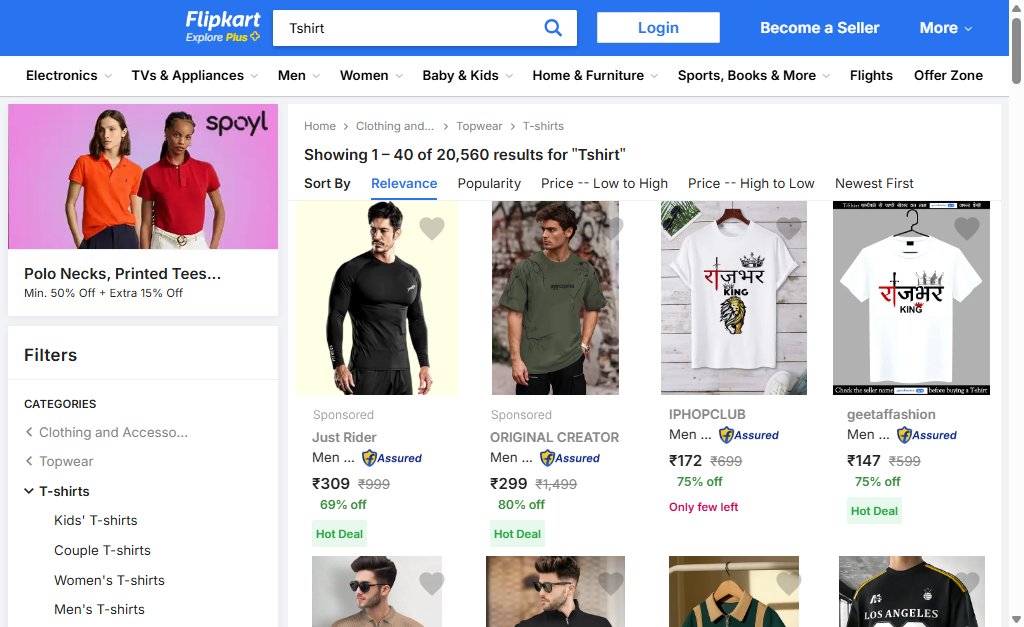 Flipkart
Explore Plus
Tshirt
Login
Become a Seller
More
Electronics
TVs & Appliances
Men
Women
Baby & Kids
Home & Furniture
Sports, Books & More
Flights
Offer Zone
spoyl
Polo Necks, Printed Tees...
Min. 50% Off + Extra 15% Off
Filters
CATEGORIES
Clothing and Accesso...
Topwear
T-shirts
Kids' T-shirts
Couple T-shirts
Women's T-shirts
Men's T-shirts
Home
Clothing and...
Topwear
T-shirts
Showing 1 – 40 of 20,560 results for "Tshirt"
Sort By
Relevance
Popularity
Price -- Low to High
Price -- High to Low
Newest First
Sponsored
Just Rider
Men ...
Assured
₹309 ₹999
69% off
Hot Deal
Sponsored
ORIGINAL CREATOR
Men ...
Assured
₹299 ₹1,499
80% off
Hot Deal
राजभर
KING
IPHOPCLUB
Men ...
Assured
₹172 ₹699
75% off
Only few left
राजभर
KING
Check the seller name
before buying a T-shirt
geetaffashion
Men ...
Assured
₹147 ₹599
75% off
Hot Deal
LOS ANGELES